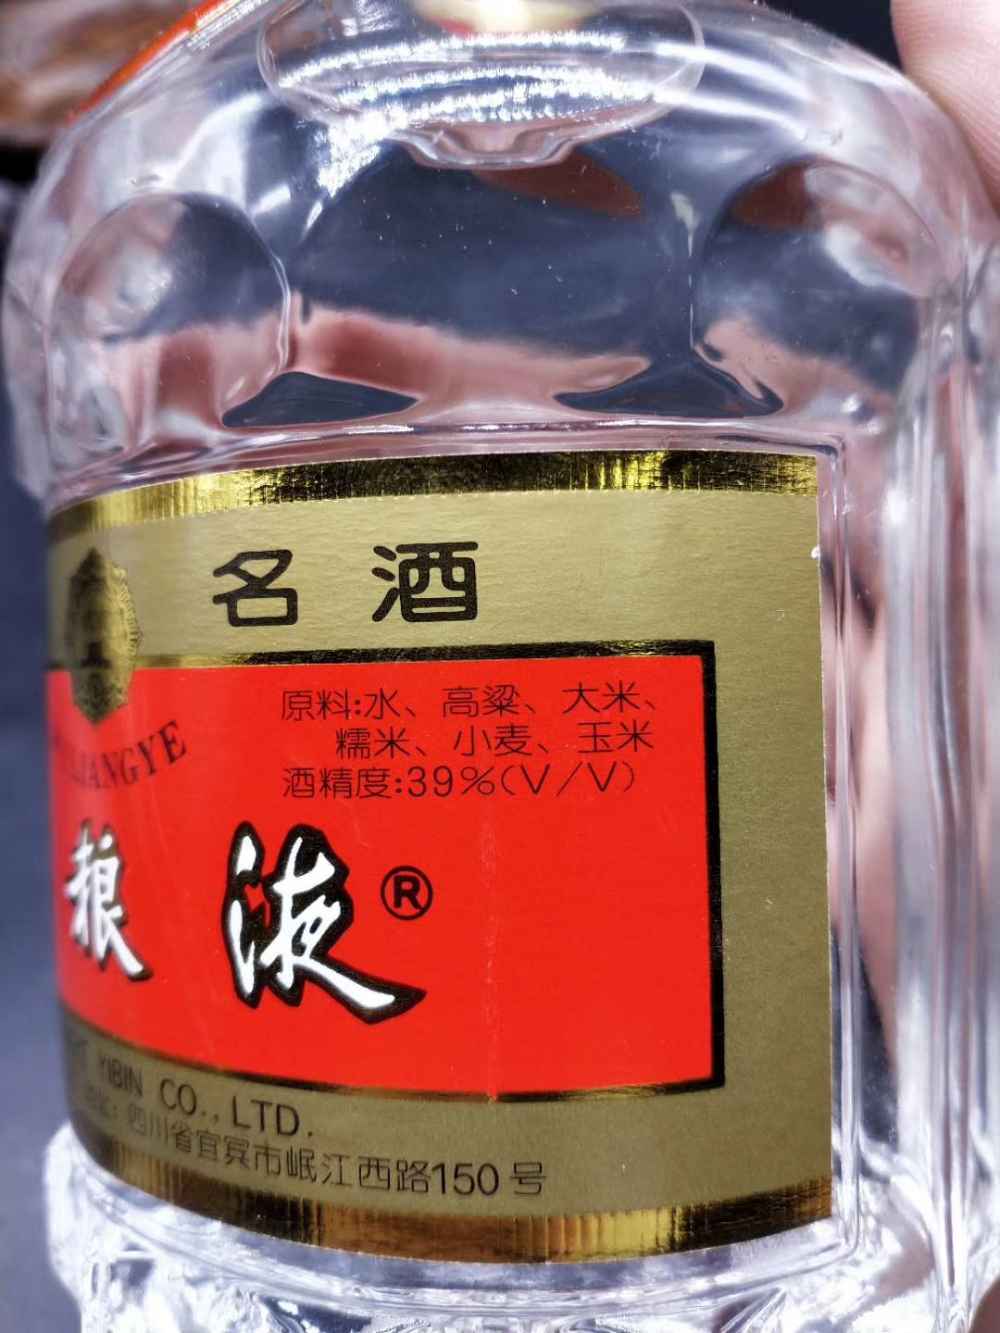 名酒
原料:水、高粱、大米、
糯米、小麦、玉米
酒精度:39%(V/V)
LIANGYE
粮液®
YIBIN CO., LTD.
四川省宜宾市岷江西路150号